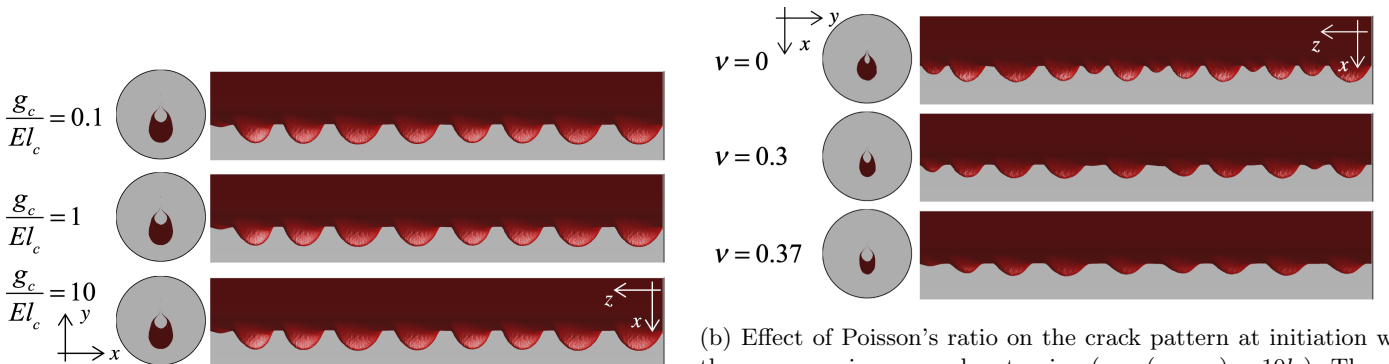 g_c / El_c = 0.1
g_c / El_c = 1
g_c / El_c = 10
y
x
z
x
y
x
ν = 0
z
x
ν = 0.3
ν = 0.37
(b) Effect of Poisson's ratio on the crack pattern at initiation